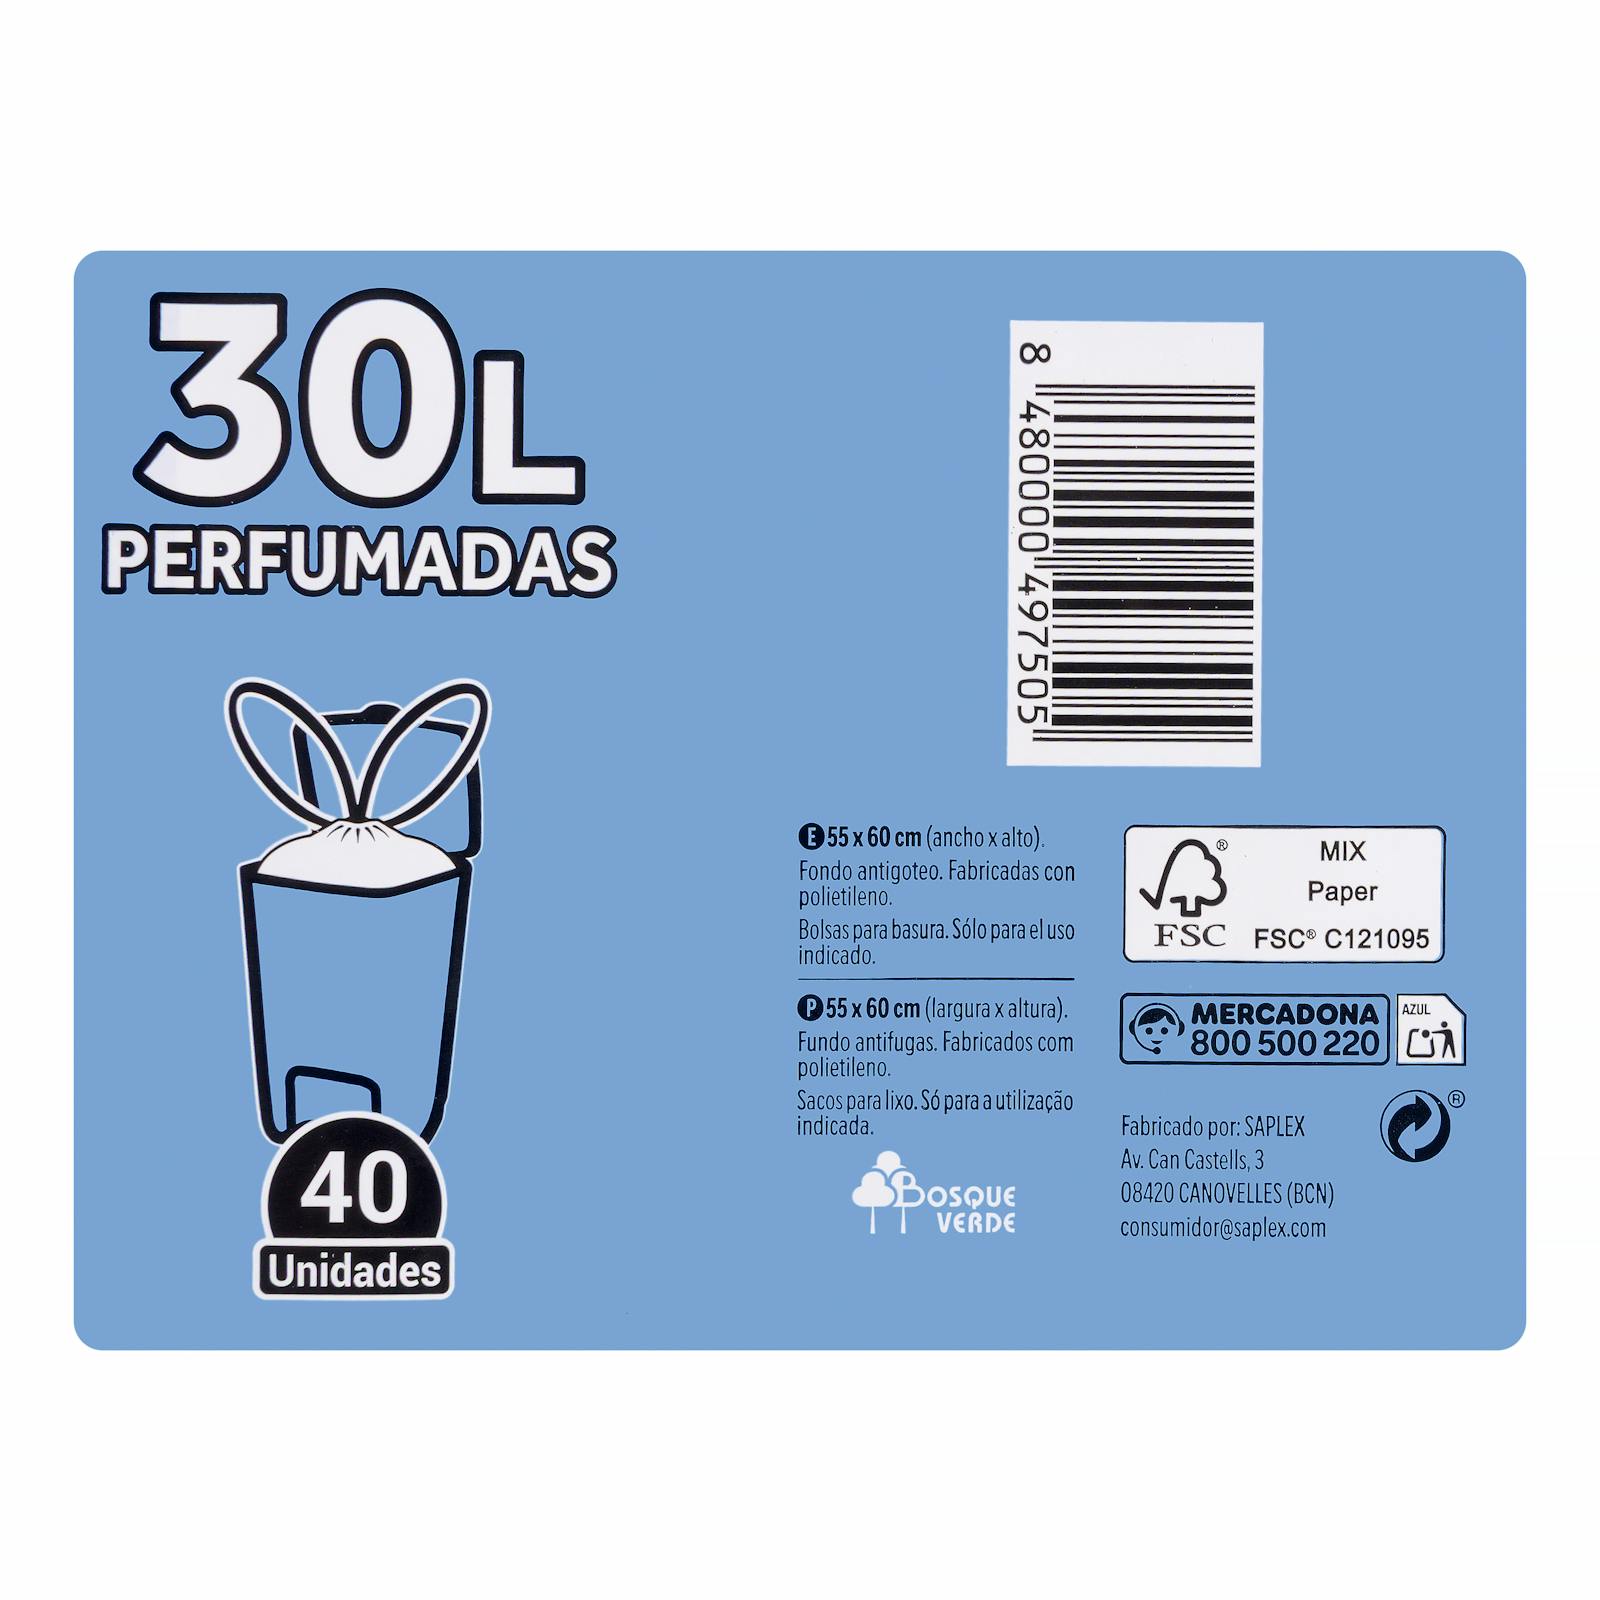 30L
PERFUMADAS
40
Unidades
8 480000 497505
E 55 x 60 cm (ancho x alto).
Fondo antigoteo. Fabricadas con
polietileno.
Bolsas para basura. Sólo para el uso
indicado.
P 55 x 60 cm (largura x altura).
Fundo antifugas. Fabricados com
polietileno.
Sacos para lixo. Só para a utilização
indicada.
BOSQUE
VERDE
®
MIX
Paper
FSC
FSC® C121095
MERCADONA
800 500 220
AZUL
®
Fabricado por: SAPLEX
Av. Can Castells, 3
08420 CANOVELLES (BCN)
consumidor@saplex.com